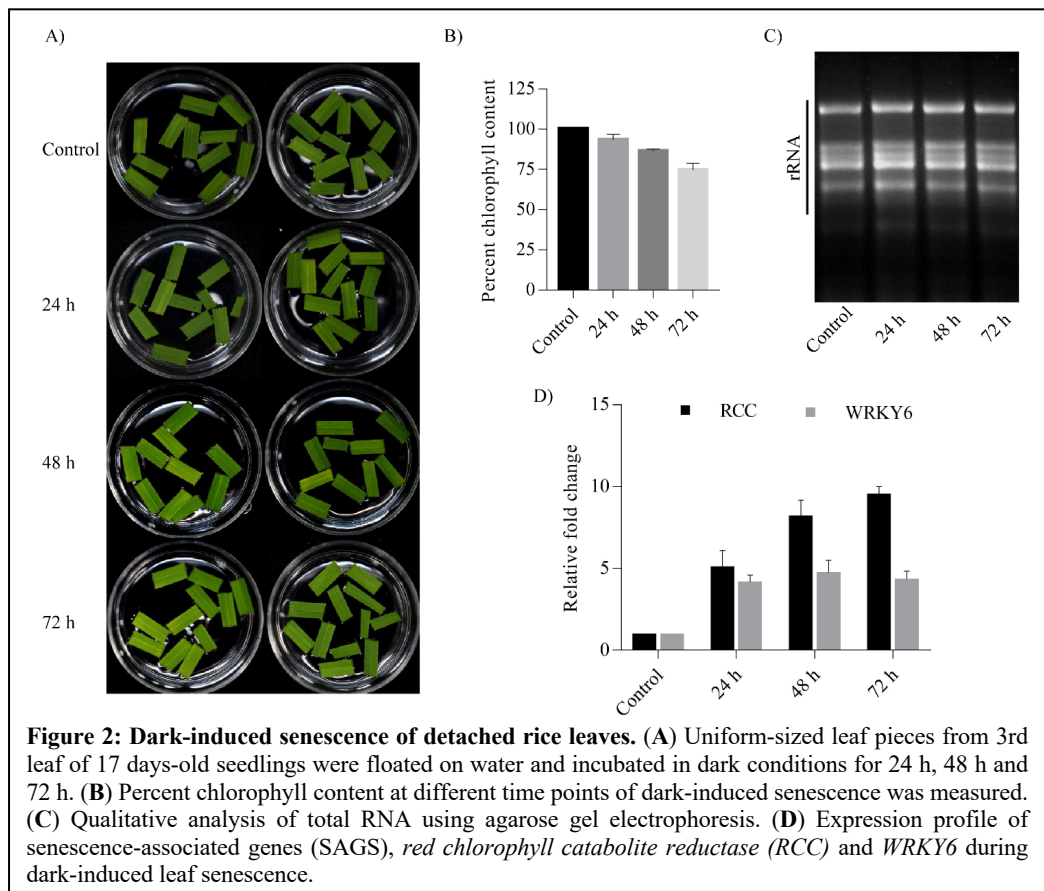 A)
Control
24 h
48 h
72 h
B)
Percent chlorophyll content
125
100
75
50
25
0
Control
24 h
48 h
72 h
C)
rRNA
Control
24 h
48 h
72 h
D)
RCC
WRKY6
Relative fold change
15
10
5
0
Control
24 h
48 h
72 h
Figure 2: Dark-induced senescence of detached rice leaves. (A) Uniform-sized leaf pieces from 3rd
leaf of 17 days-old seedlings were floated on water and incubated in dark conditions for 24 h, 48 h and
72 h. (B) Percent chlorophyll content at different time points of dark-induced senescence was measured.
(C) Qualitative analysis of total RNA using agarose gel electrophoresis. (D) Expression profile of
senescence-associated genes (SAGS), red chlorophyll catabolite reductase (RCC) and WRKY6 during
dark-induced leaf senescence.